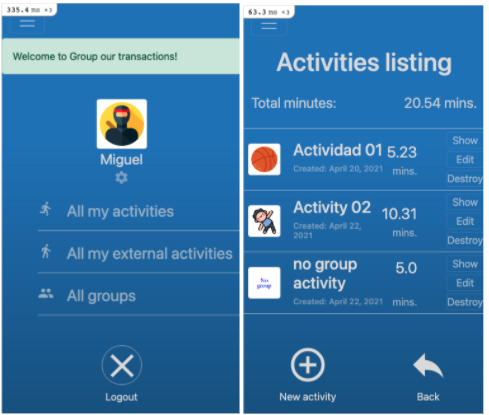 335.4 ms ×3
Welcome to Group our transactions!
Miguel
All my activities
All my external activities
All groups
Logout
63.3 ms ×3
Activities listing
Total minutes: 20.54 mins.
Actividad 01 5.23 mins.
Created: April 20, 2021
Show
Edit
Destroy
Activity 02 10.31 mins.
Created: April 22,
2021
Show
Edit
Destroy
No
group
no group
activity 5.0 mins.
Created: April 22, 2021
Show
Edit
Destroy
New activity
Back